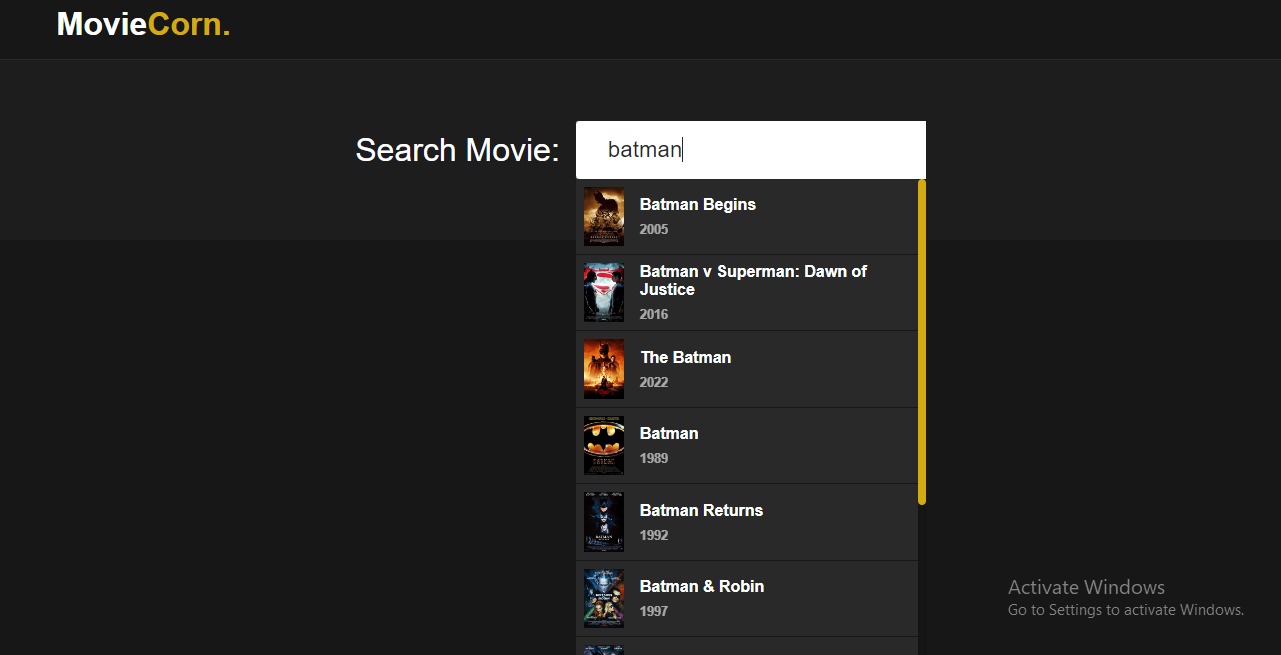 MovieCorn.
Search Movie:
batman
Batman Begins
2005
Batman v Superman: Dawn of
Justice
2016
The Batman
2022
Batman
1989
Batman Returns
1992
Batman & Robin
1997
Activate Windows
Go to Settings to activate Windows.